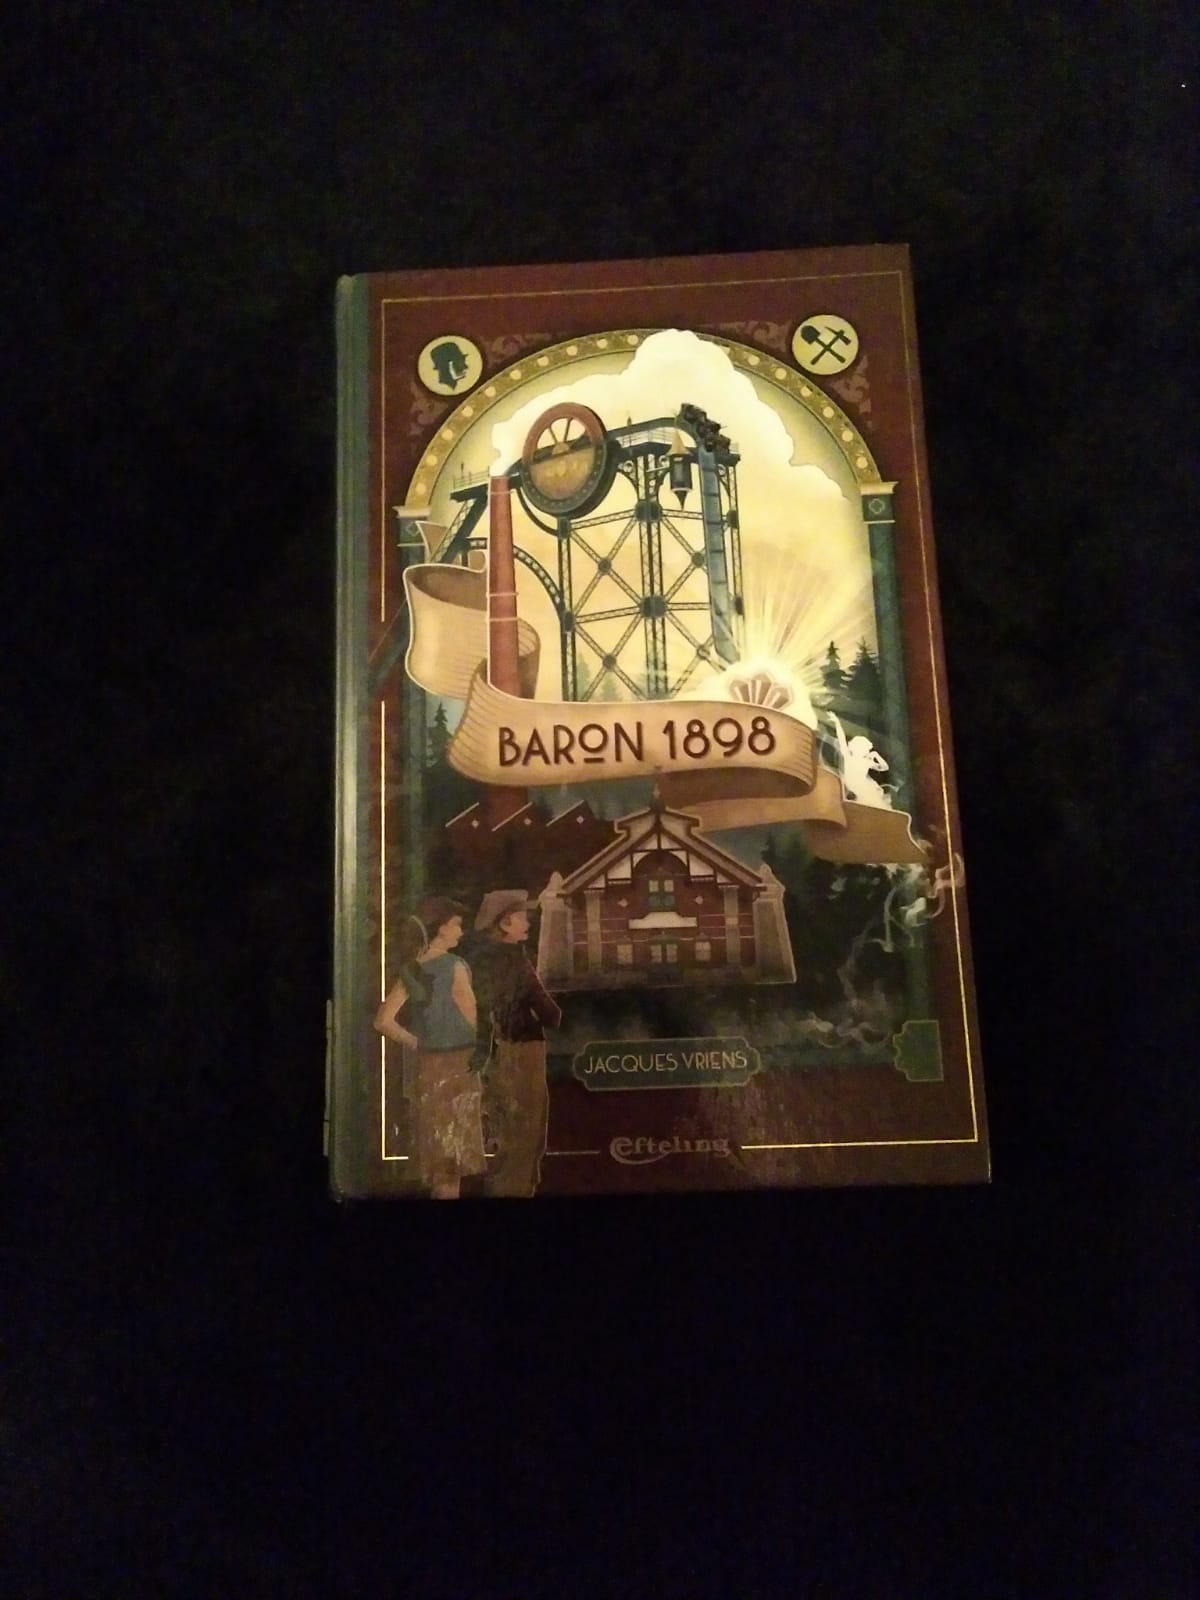 BARON 1898
JACQUES VRIENS
Efteling